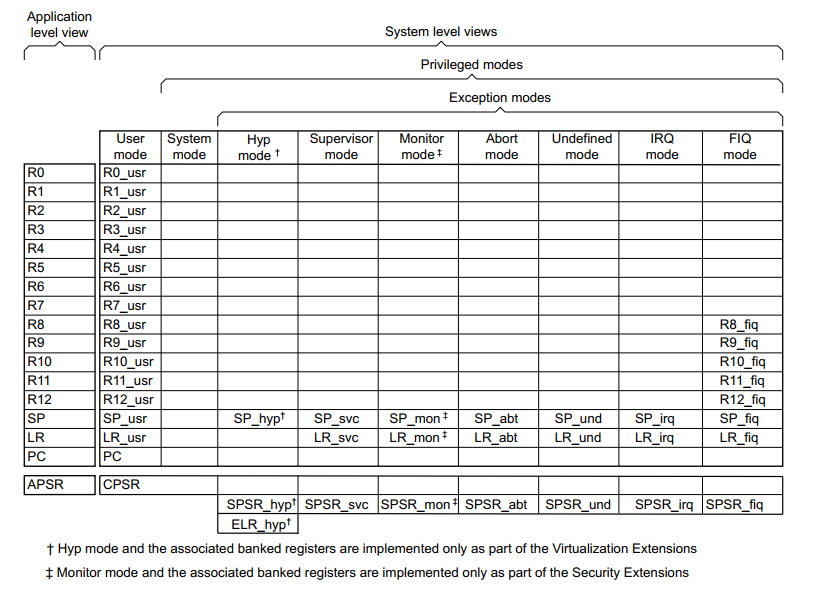 Application
level view
System level views
Privileged modes
Exception modes
User
mode
System
mode
Hyp
mode †
Supervisor
mode
Monitor
mode ‡
Abort
mode
Undefined
mode
IRQ
mode
FIQ
mode
R0 R0_usr
R1 R1_usr
R2 R2_usr
R3 R3_usr
R4 R4_usr
R5 R5_usr
R6 R6_usr
R7 R7_usr
R8 R8_usr R8_fiq
R9 R9_usr R9_fiq
R10 R10_usr R10_fiq
R11 R11_usr R11_fiq
R12 R12_usr R12_fiq
SP SP_usr SP_hyp† SP_svc SP_mon ‡ SP_abt SP_und SP_irq SP_fiq
LR LR_usr LR_svc LR_mon ‡ LR_abt LR_und LR_irq LR_fiq
PC PC
APSR CPSR
SPSR_hyp† SPSR_svc SPSR_mon ‡ SPSR_abt SPSR_und SPSR_irq SPSR_fiq
ELR_hyp†
† Hyp mode and the associated banked registers are implemented only as part of the Virtualization Extensions
‡ Monitor mode and the associated banked registers are implemented only as part of the Security Extensions